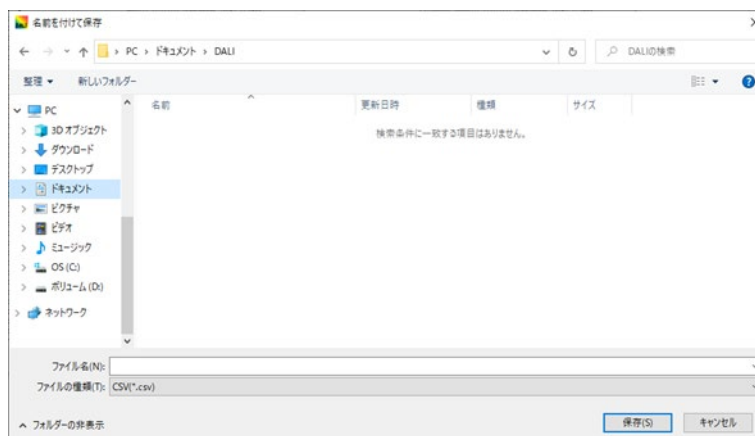 名前を付けて保存
PC › ドキュメント › DALI
DALIの検索
整理 新しいフォルダー
名前 更新日時 種類 サイズ
検索条件に一致する項目はありません。
PC
3D オブジェクト
ダウンロード
デスクトップ
ドキュメント
ピクチャ
ビデオ
ミュージック
OS (C:)
ボリューム (D:)
ネットワーク
ファイル名(N):
ファイルの種類(T): CSV(*.csv)
フォルダーの非表示 保存(S) キャンセル